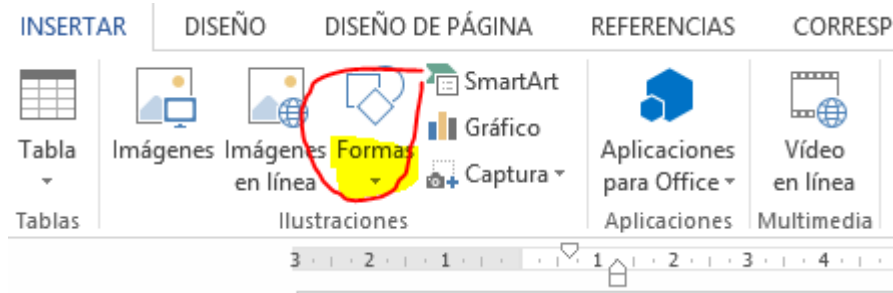 INSERTAR DISEÑO DISEÑO DE PÁGINA REFERENCIAS CORRESP
SmartArt
Gráfico
Tabla Imágenes Imágenes Formas Aplicaciones Vídeo
en línea Captura para Office en línea
Tablas Ilustraciones Aplicaciones Multimedia
3 2 1 1 2 3 4